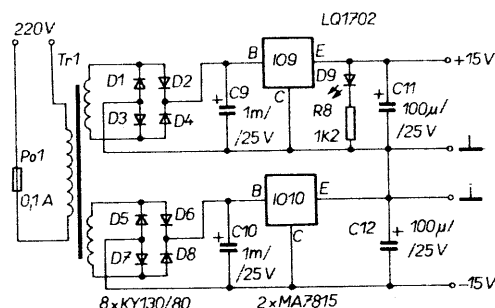 LQ1702
220V
Tr1
D1
D2
B
IO9
E
D9
+15V
C
C9
1m/
/25V
C11
100µ/
/25V
D3
D4
R8
1K2
Po1
0,1A
D5
D6
B
IO10
E
C
C10
1m/
/25V
C12
100µ/
/25V
D7
D8
-15V
8×KY130/80
2×MA7815